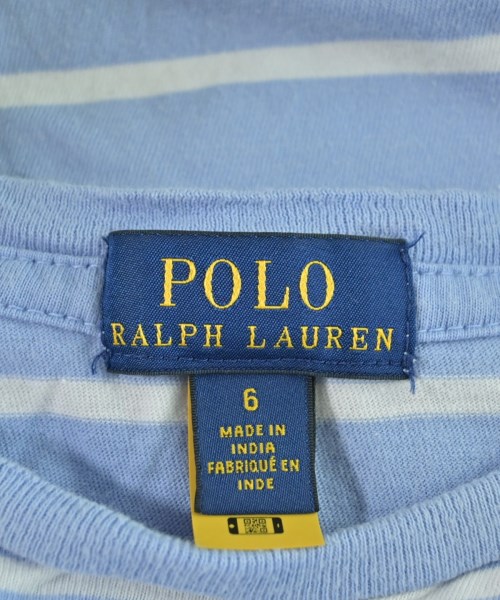 POLO
RALPH LAUREN
6
MADE IN
INDIA
FABRIQUÉ EN
INDE